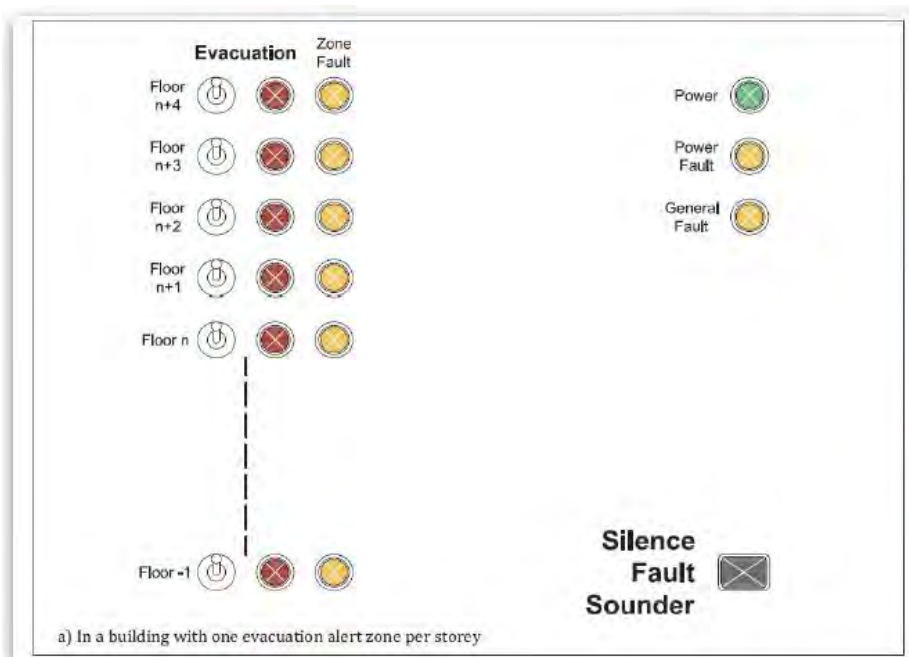 Evacuation
Zone
Fault
Floor
n+4
Floor
n+3
Floor
n+2
Floor
n+1
Floor n
Floor -1
Power
Power
Fault
General
Fault
Silence
Fault
Sounder
a) In a building with one evacuation alert zone per storey